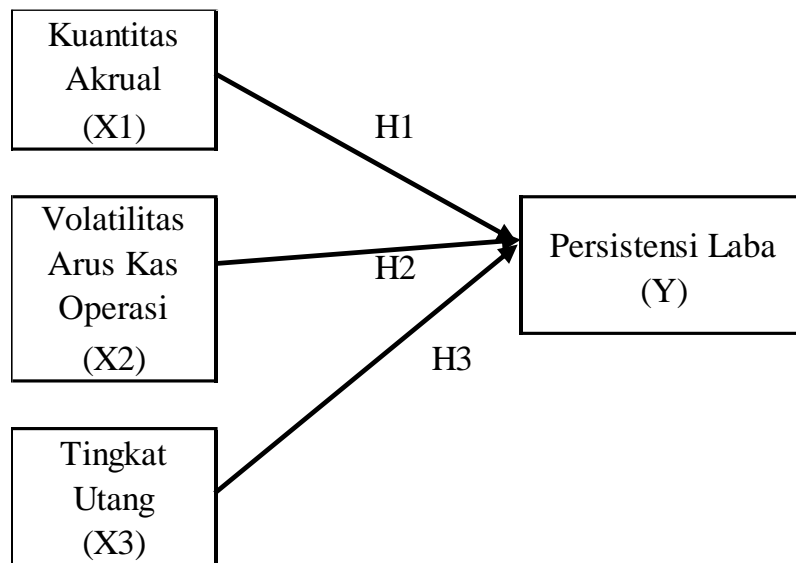 Kuantitas
Akrual
(X1)
H1
Volatilitas
Arus Kas
Operasi
(X2)
H2
Persistensi Laba
(Y)
H3
Tingkat
Utang
(X3)